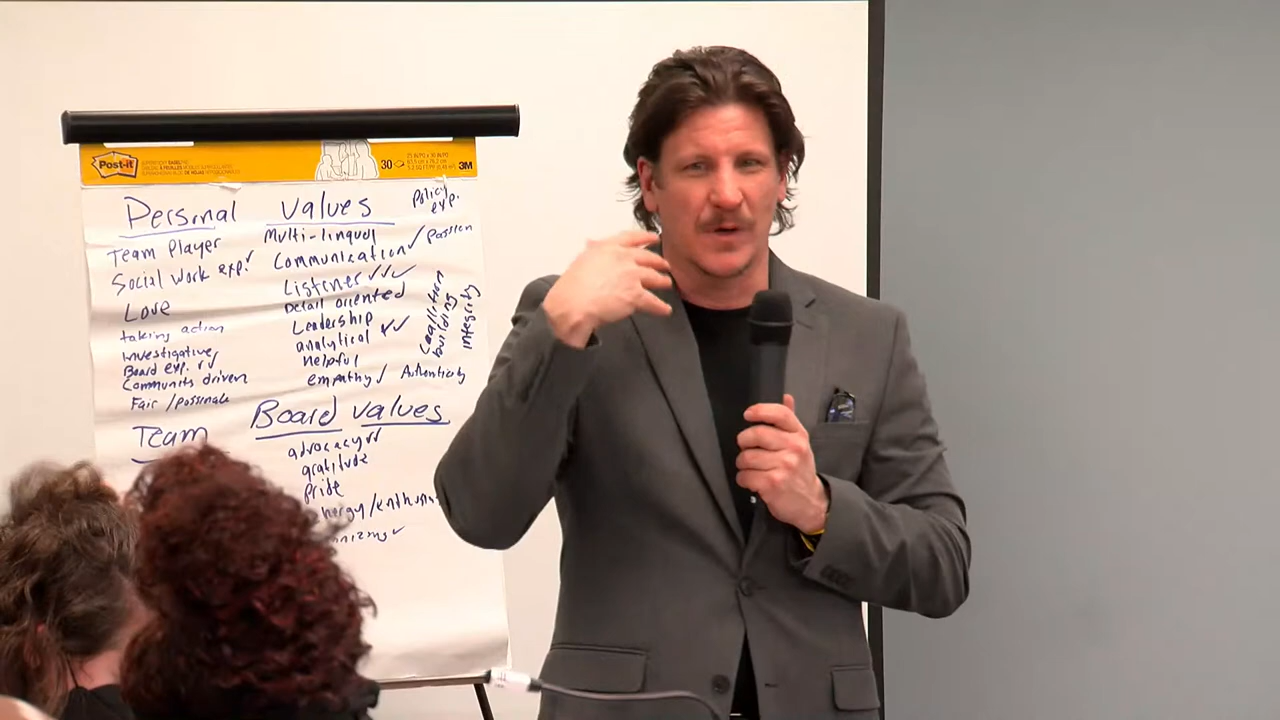 Post-it
30
3M
Personal values
Policy exp.
Team Player
Multi-lingual
Passion
Social work exp.✓
Communication✓
Love
Listener ✓✓✓
taking action
Detail oriented
Investigative
Leadership
Board exp. ✓✓
analytical ✓✓
Community driven
helpful
Fair /
empathy ✓
Authenticity
Coalition building
Integrity
Team
Board values
advocacy ✓✓
gratitude
Pride